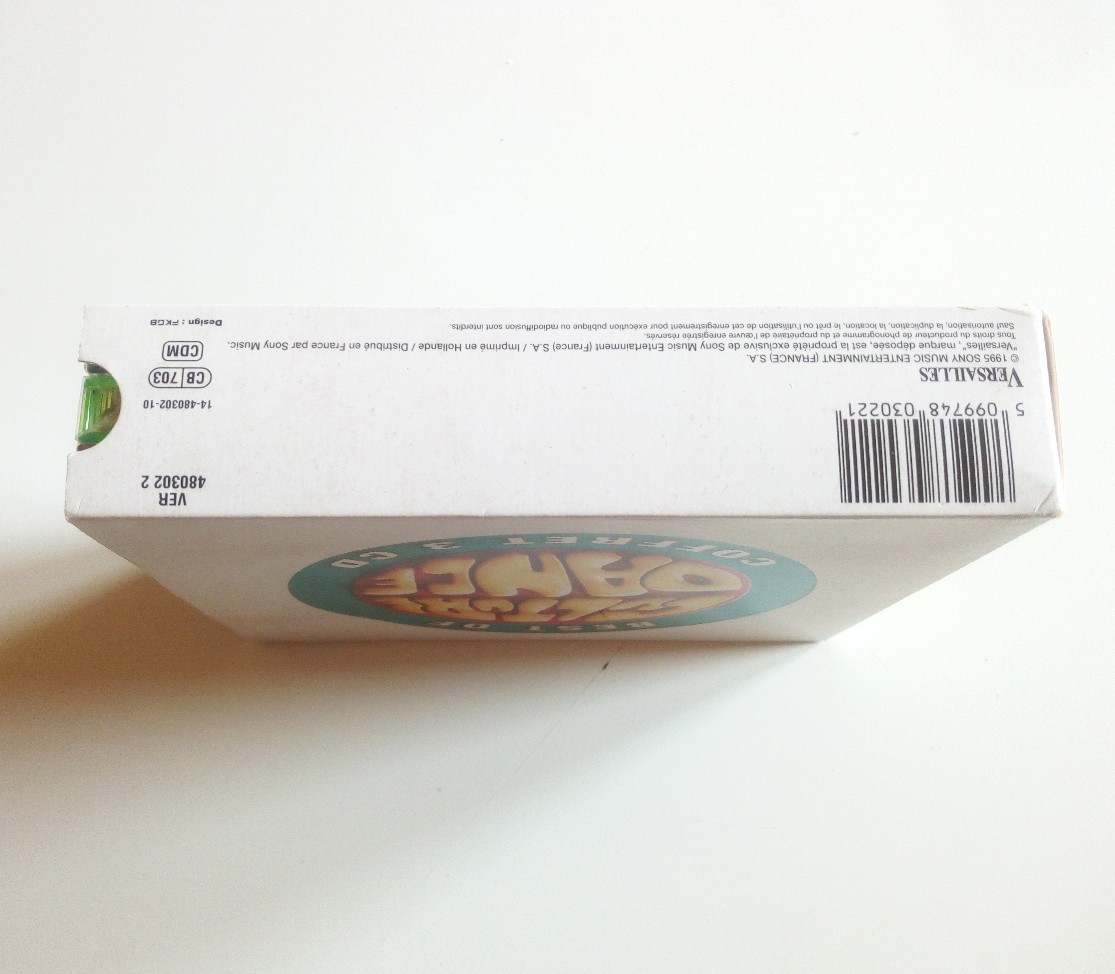 5 099748 030221
VERSAILLES
© 1995 SONY MUSIC ENTERTAINMENT (FRANCE) S.A.
"Versailles", marque déposée, est la propriété exclusive de Sony Music Entertainment (France) S.A. / Imprimé en Hollande / Distribué en France par Sony Music.
Tous droits du producteur de phonogramme et du propriétaire de l'œuvre enregistrée réservés.
Sauf autorisation, la duplication, la location, le prêt ou l'utilisation de cet enregistrement pour exécution publique ou radiodiffusion sont interdits.
VER
480302 2
14-480302-10
CB 703
CDM
Design : FKGB
BEST OF
DANCE
COFFRET 3 CD